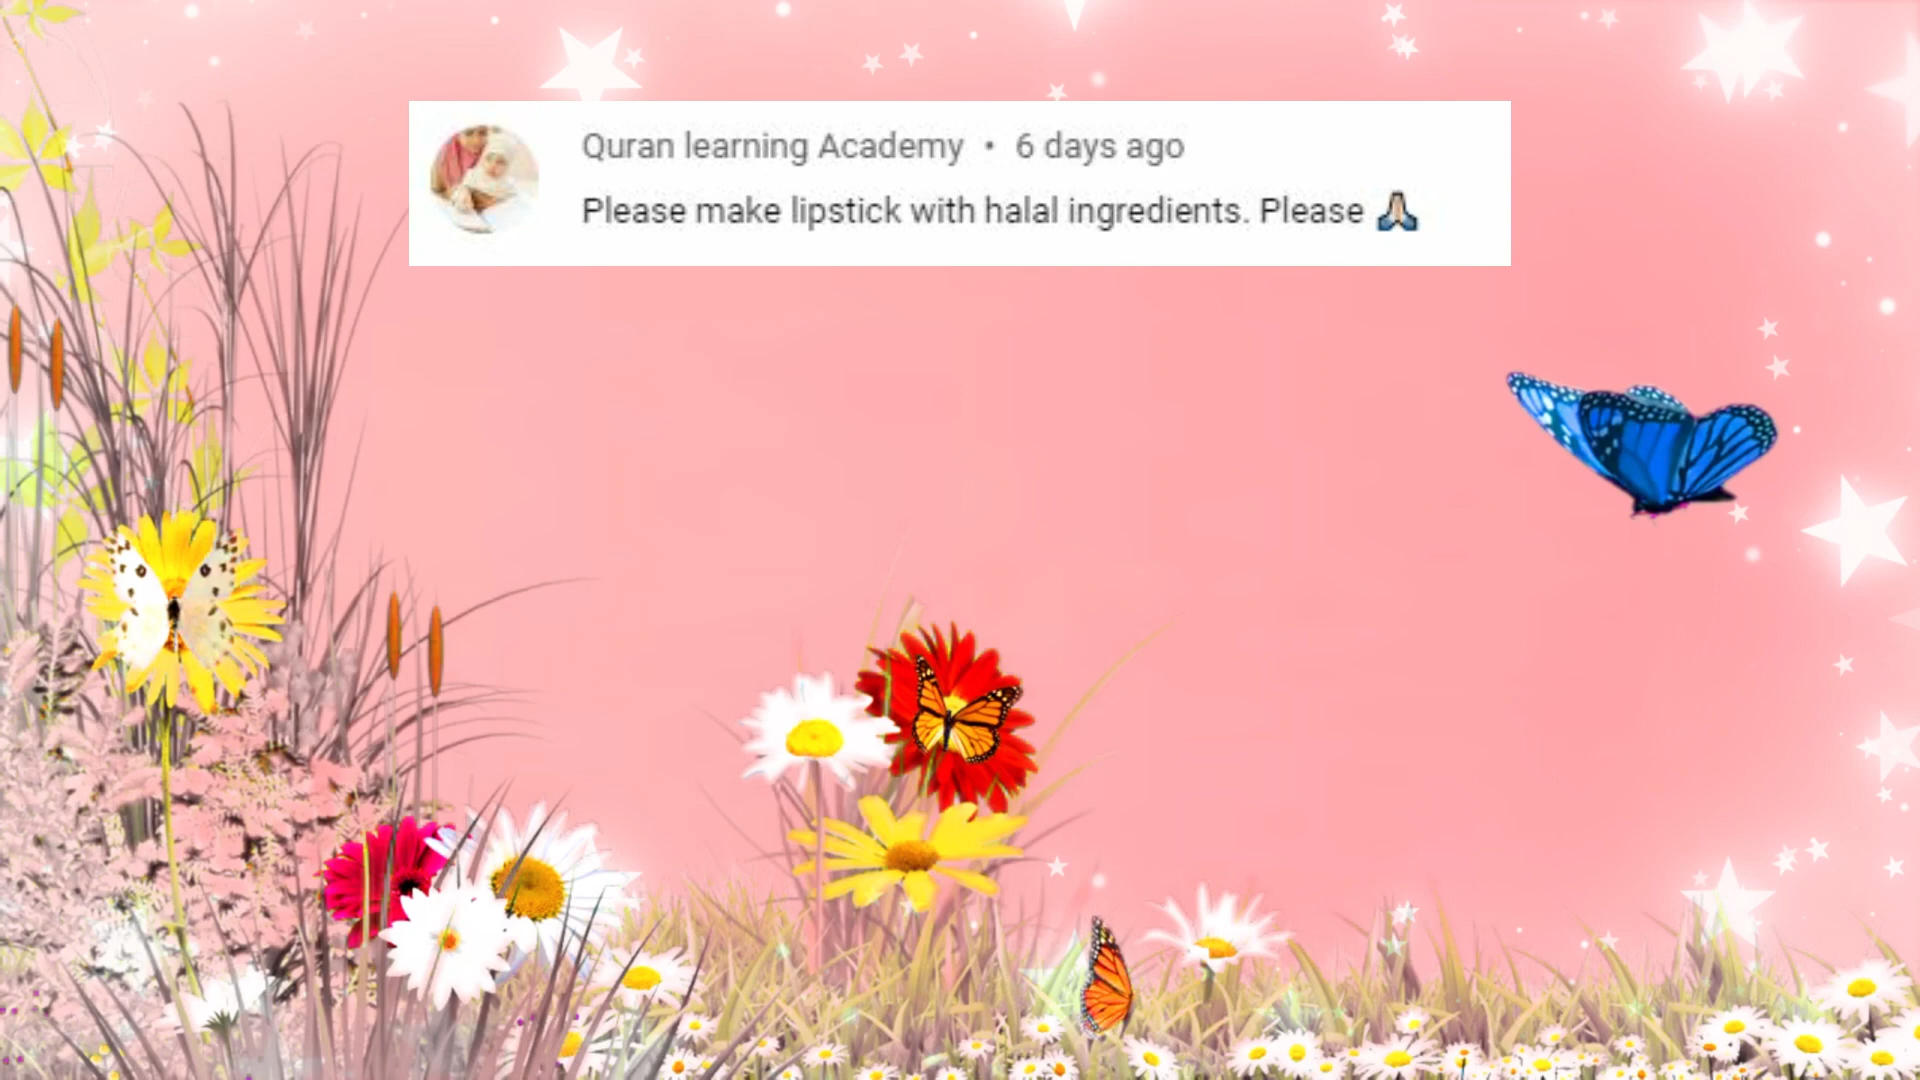 Quran learning Academy • 6 days ago
Please make lipstick with halal ingredients. Please 🙏🏻